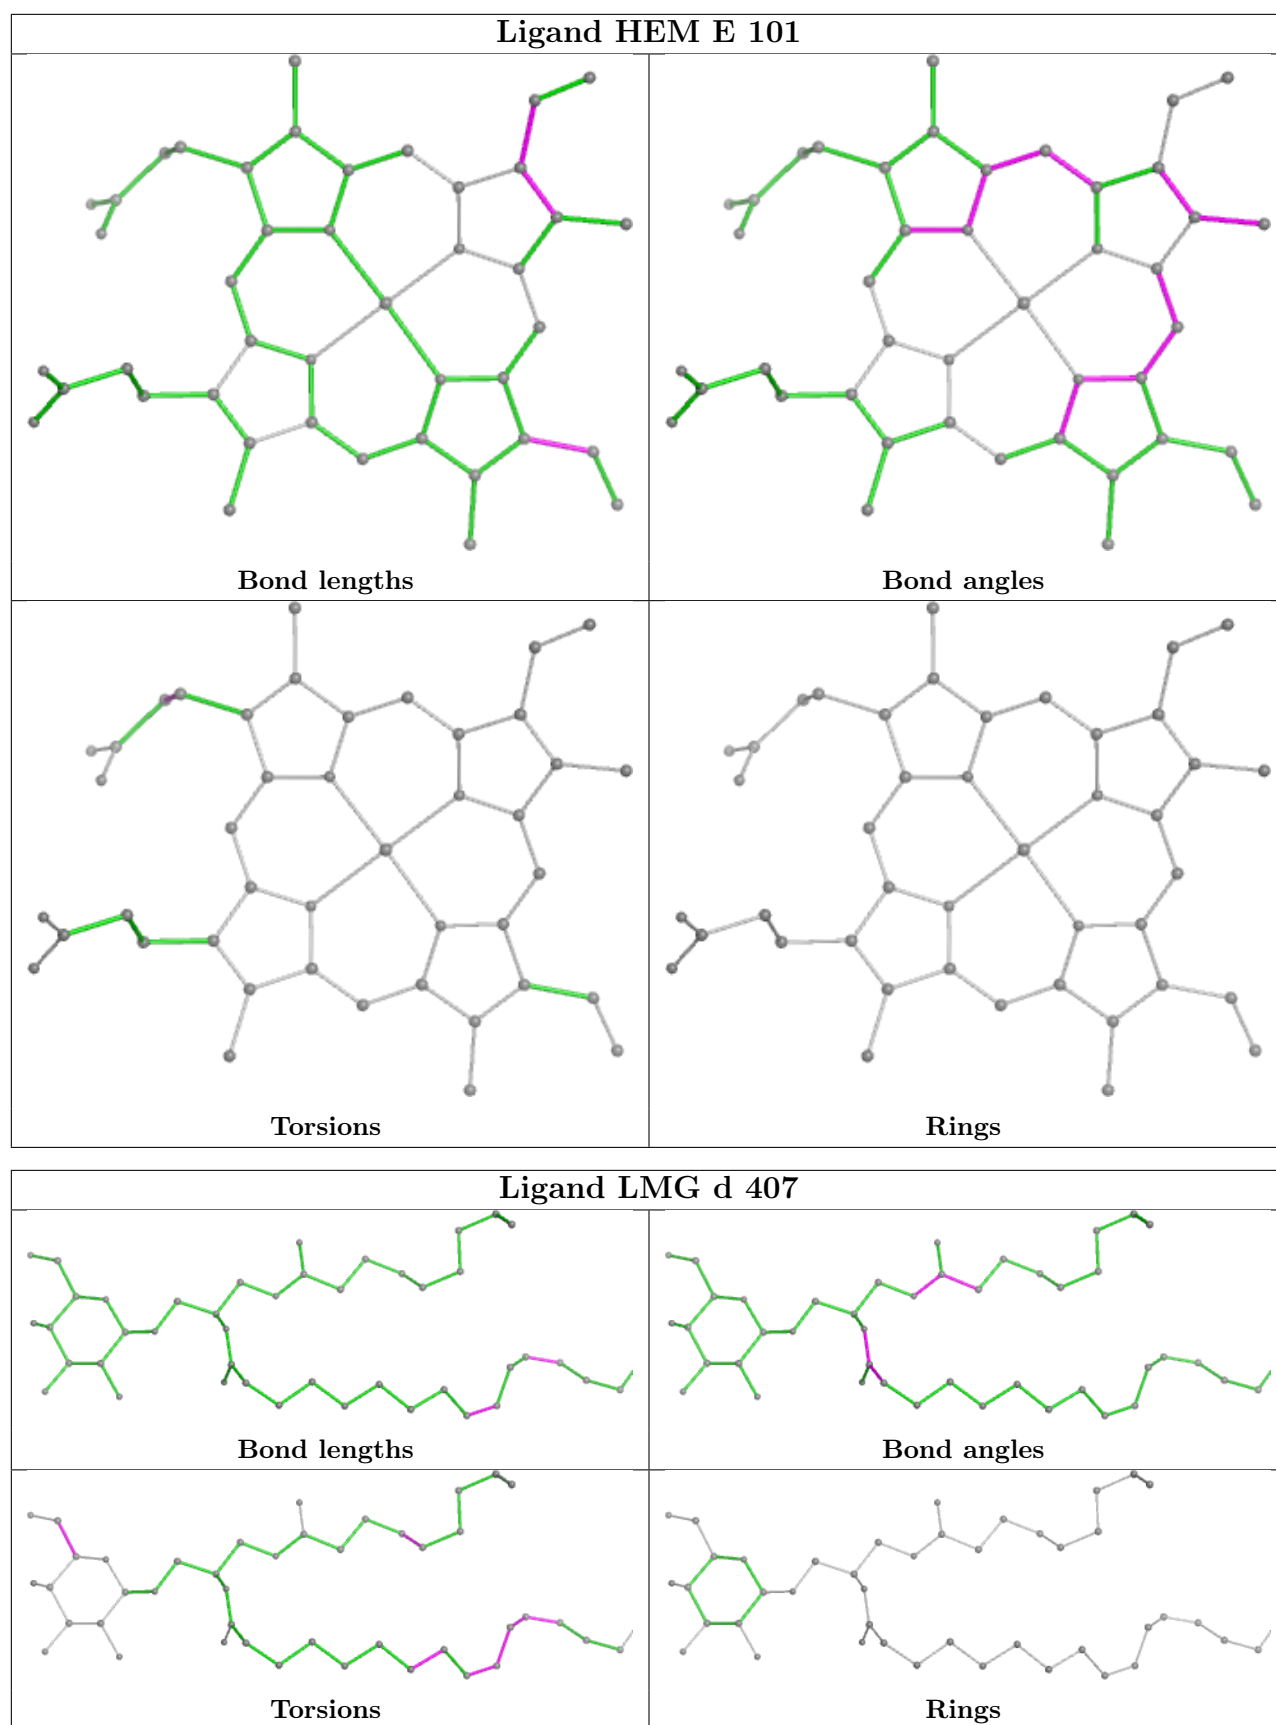 Ligand HEM E 101
Bond lengths
Bond angles
Torsions
Rings
Ligand LMG d 407
Bond lengths
Bond angles
Torsions
Rings